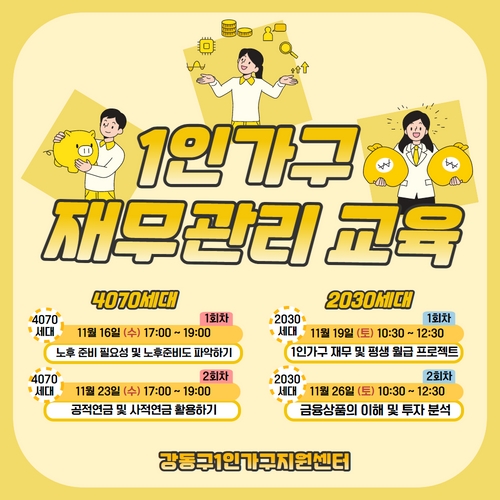 1인가구
재무관리 교육
4070세대
4070
세대
1회차
11월 16일 (수) 17:00 ~ 19:00
노후 준비 필요성 및 노후준비도 파악하기
4070
세대
2회차
11월 23일 (수) 17:00 ~ 19:00
공적연금 및 사적연금 활용하기
2030세대
2030
세대
1회차
11월 19일 (토) 10:30 ~ 12:30
1인가구 재무 및 평생 월급 프로젝트
2030
세대
2회차
11월 26일 (토) 10:30 ~ 12:30
금융상품의 이해 및 투자 분석
강동구1인가구지원센터